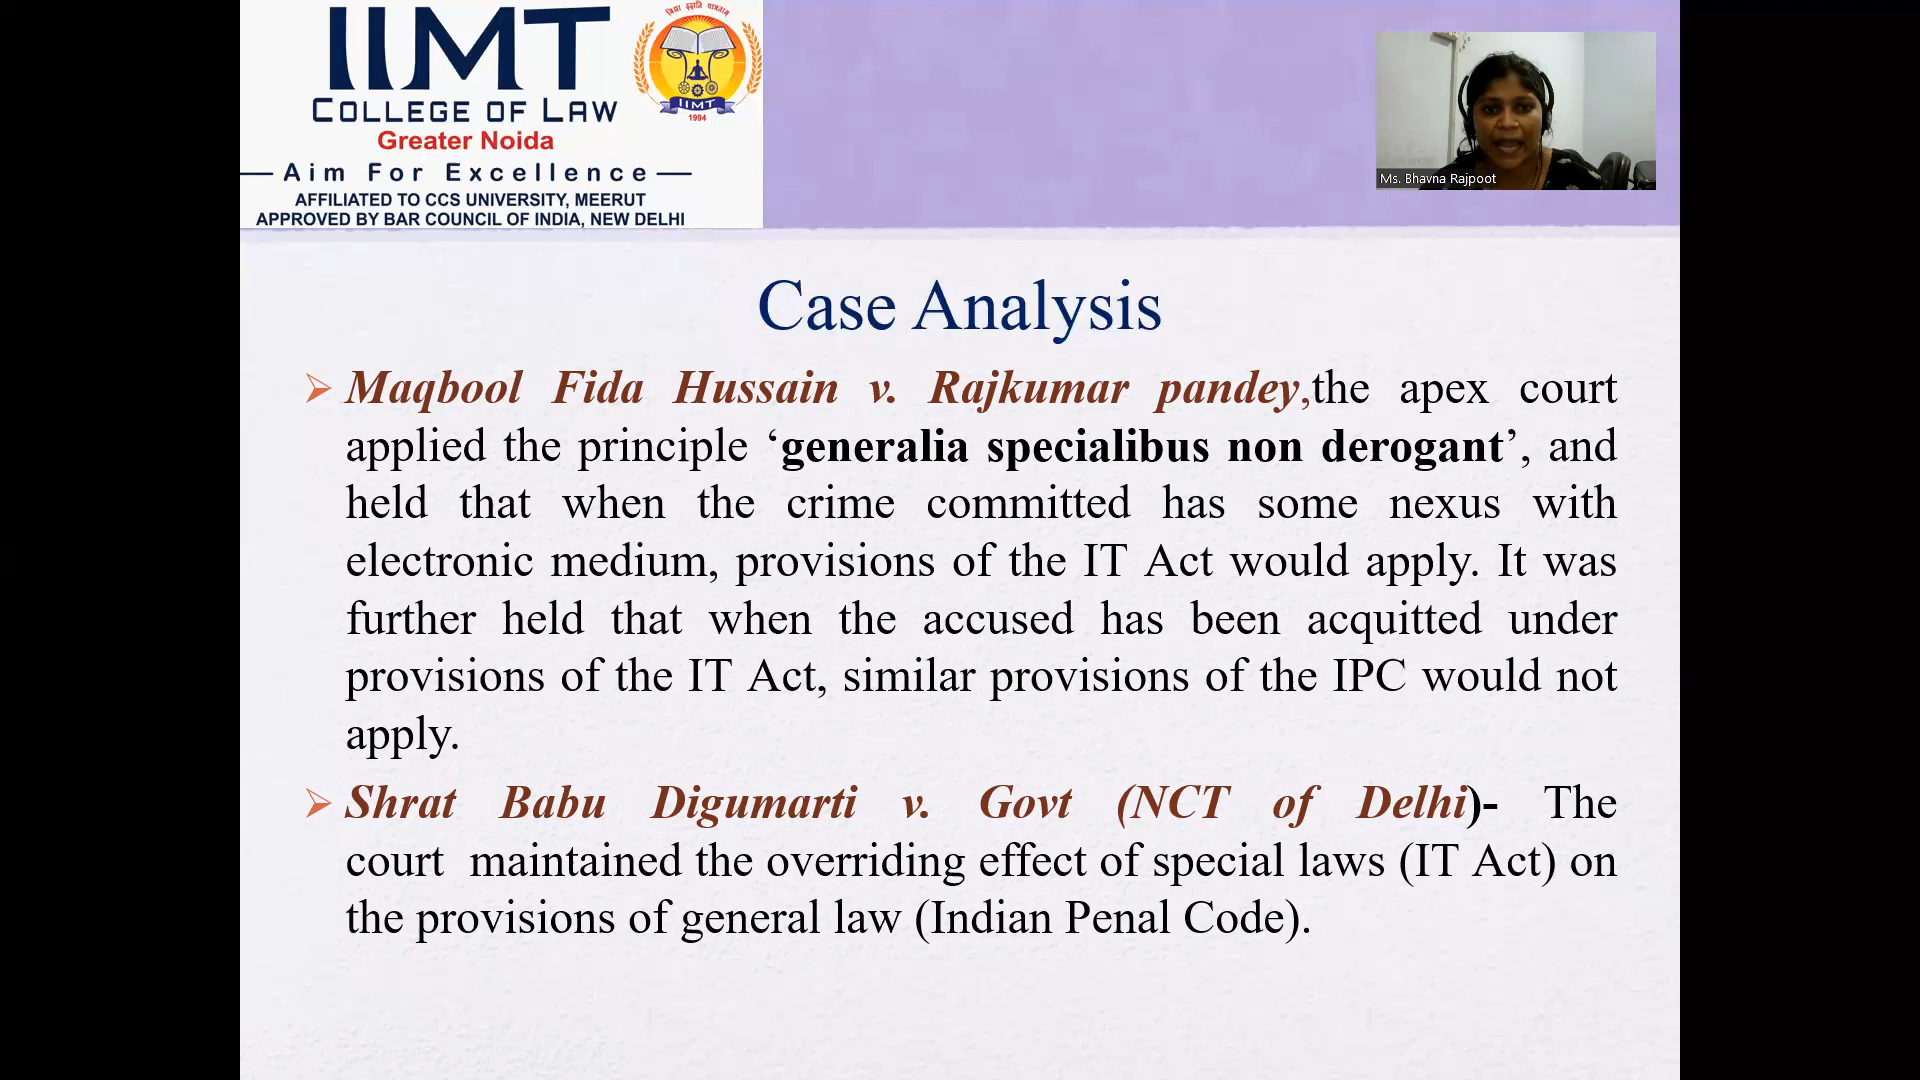 IIMT
COLLEGE OF LAW
Greater Noida
Aim For Excellence
AFFILIATED TO CCS UNIVERSITY, MEERUT
APPROVED BY BAR COUNCIL OF INDIA, NEW DELHI
IIMT
1994
Ms. Bhavna Rajpoot
Case Analysis
Maqbool Fida Hussain v. Rajkumar pandey,the apex court
applied the principle ‘generalia specialibus non derogant’, and
held that when the crime committed has some nexus with
electronic medium, provisions of the IT Act would apply. It was
further held that when the accused has been acquitted under
provisions of the IT Act, similar provisions of the IPC would not
apply.
Shrat Babu Digumarti v. Govt (NCT of Delhi)- The
court maintained the overriding effect of special laws (IT Act) on
the provisions of general law (Indian Penal Code).